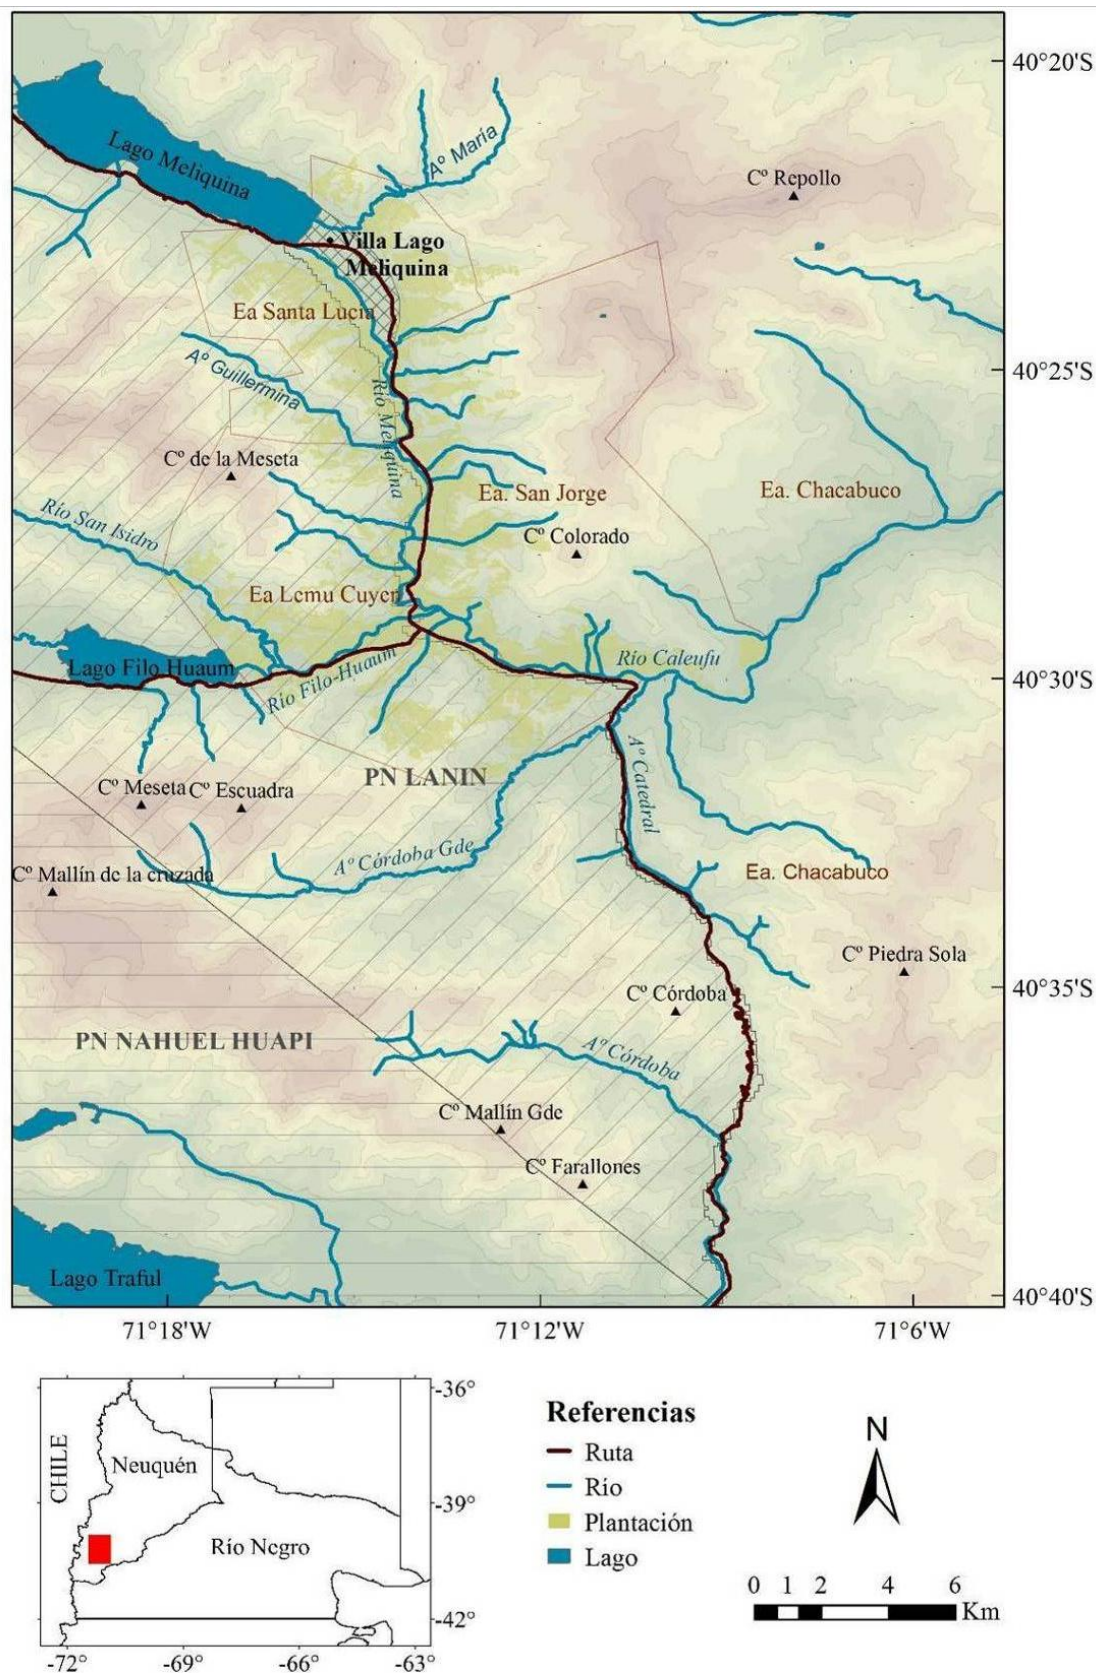 40°20'S
Lago Meliquina
Aº María
Cº Repollo
Villa Lago
Meliquina
Ea Santa Lucia
40°25'S
Aº Guillermina
Río Meliquina
Cº de la Meseta
Ea. San Jorge
Ea. Chacabuco
Río San Isidro
Cº Colorado
Ea Lemu Cuyen
Lago Filo Huaum
Río Filo-Huaum
Río Caleufu
40°30'S
Aº Catedral
PN LANIN
Cº Meseta
Cº Escuadra
Aº Córdoba Gde
Cº Mallín de la cruzada
Ea. Chacabuco
Cº Piedra Sola
40°35'S
Cº Córdoba
PN NAHUEL HUAPI
Aº Córdoba
Cº Mallín Gde
Cº Farallones
Lago Traful
40°40'S
71°18'W
71°12'W
71°6'W
CHILE
Neuquén
Río Negro
-36°
-39°
-42°
-72°
-69°
-66°
-63°
Referencias
Ruta
Río
Plantación
Lago
N
0 1 2 4 6
Km